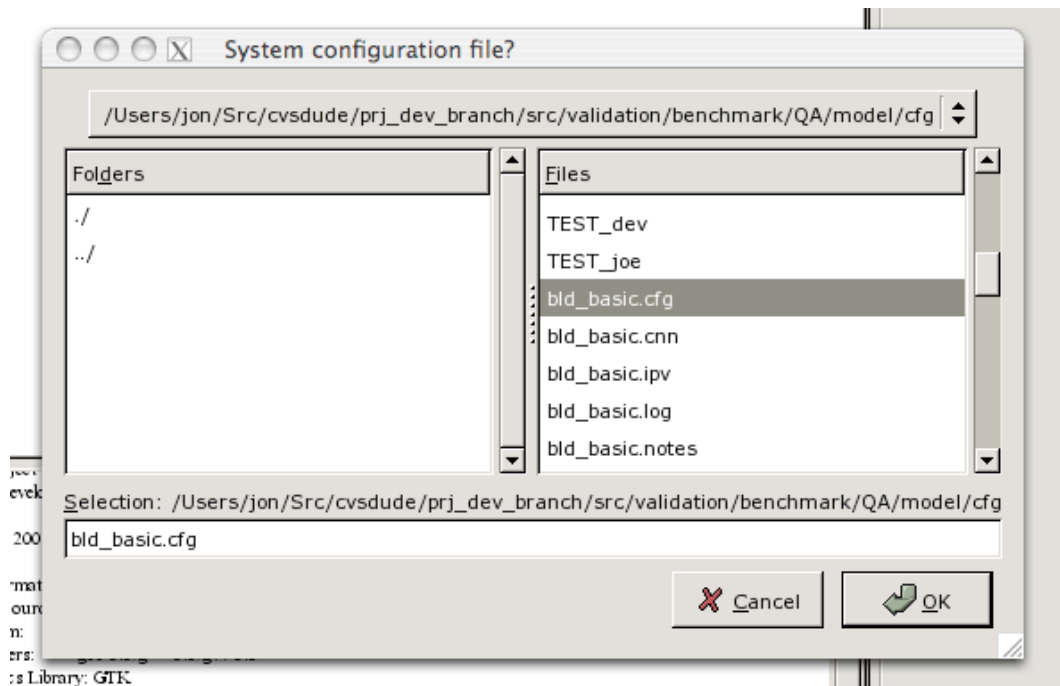 System configuration file?
/Users/jon/Src/cvsdude/prj_dev_branch/src/validation/benchmark/QA/model/cfg
Folders
./
../
Files
TEST_dev
TEST_joe
bld_basic.cfg
bld_basic.cnn
bld_basic.ipv
bld_basic.log
bld_basic.notes
Selection: /Users/jon/Src/cvsdude/prj_dev_branch/src/validation/benchmark/QA/model/cfg
bld_basic.cfg
Cancel
OK
200
n:
ers:
:s Library: GTK